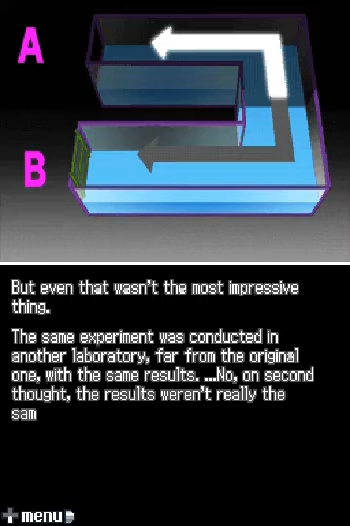 A
B
But even that wasn't the most impressive
thing.
The same experiment was conducted in
another laboratory, far from the original
one, with the same results. ...No, on second
thought, the results weren't really the
sam
menu